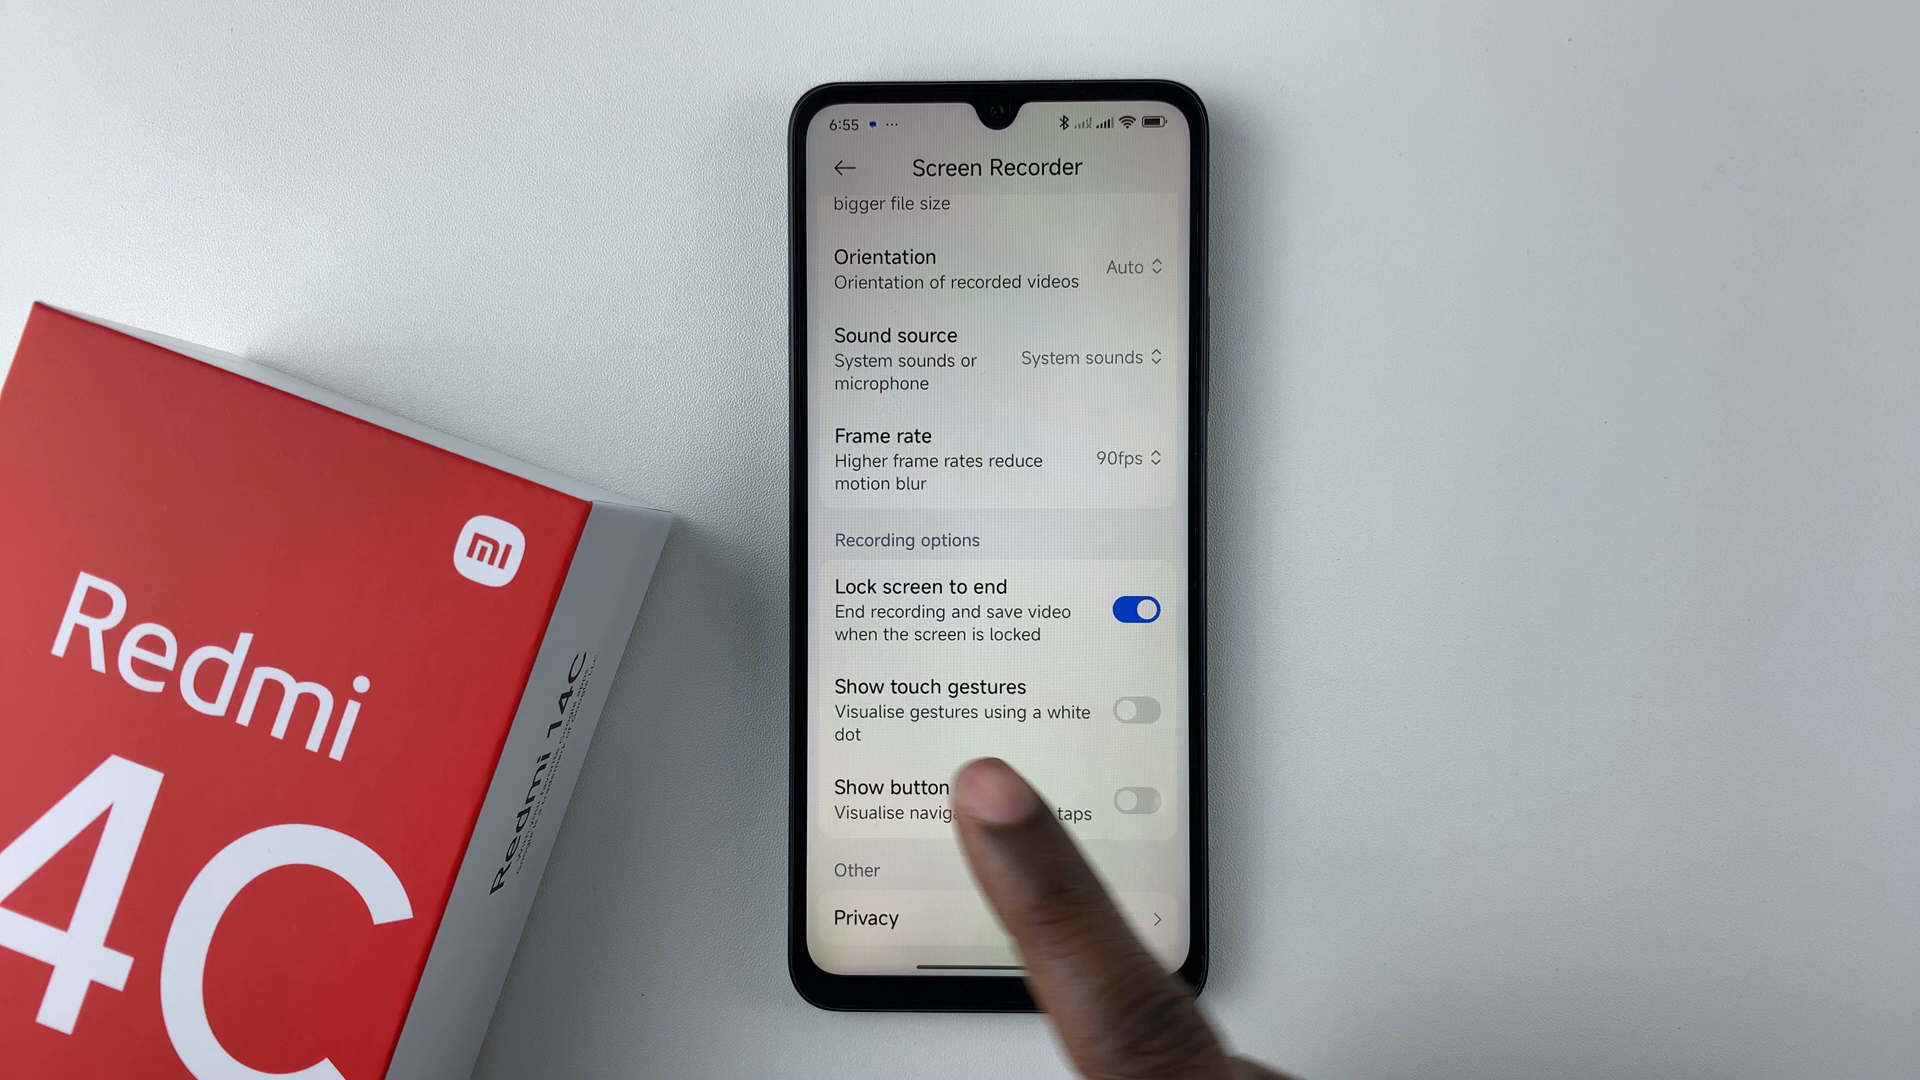 6:55
Screen Recorder
bigger file size
Orientation
Orientation of recorded videos
Auto
Sound source
System sounds or
microphone
System sounds
Frame rate
Higher frame rates reduce
motion blur
90fps
Recording options
Lock screen to end
End recording and save video
when the screen is locked
Show touch gestures
Visualise gestures using a white
dot
Show button
Visualise navig taps
Other
Privacy
mi
Redmi
4C
Redmi 14C